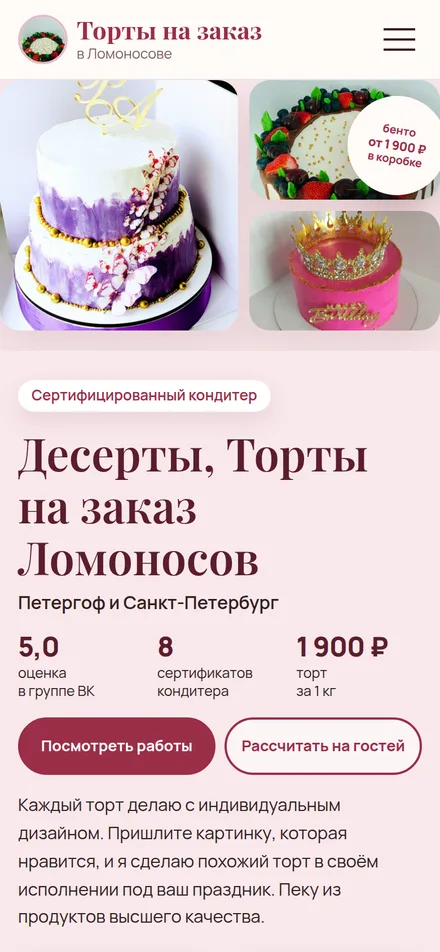 Торты на заказ
в Ломоносове
бенто
от 1 900 ₽
в коробке
Happy
Birthday
Сертифицированный кондитер
Десерты, Торты
на заказ
Ломоносов
Петергоф и Санкт-Петербург
5,0
оценка
в группе ВК
8
сертификатов
кондитера
1 900 ₽
торт
за 1 кг
Посмотреть работы
Рассчитать на гостей
Каждый торт делаю с индивидуальным
дизайном. Пришлите картинку, которая
нравится, и я сделаю похожий торт в своём
исполнении под ваш праздник. Пеку из
продуктов высшего качества.